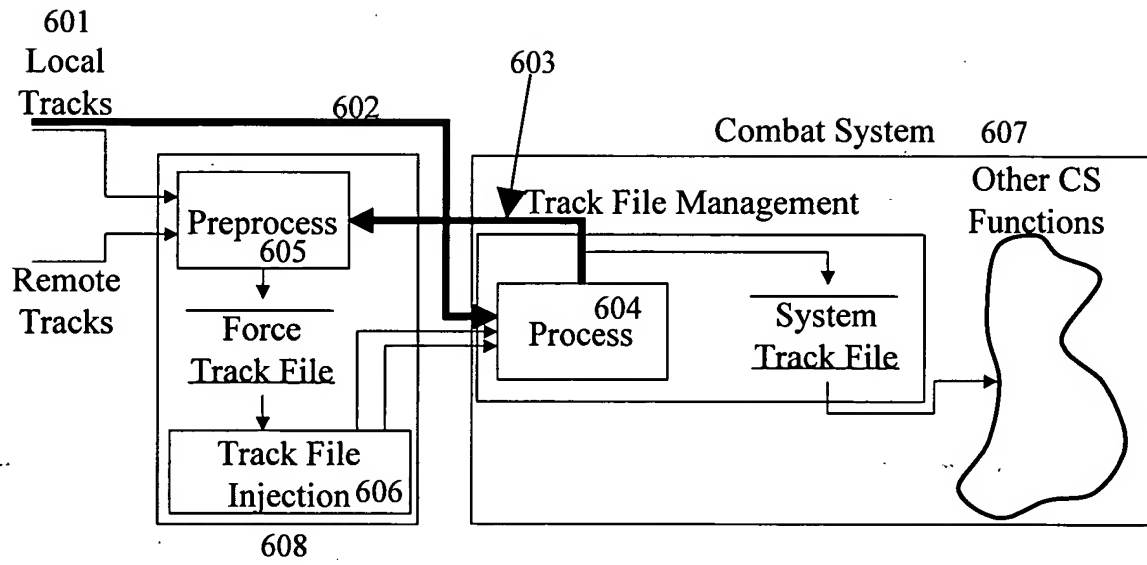 601
Local
Tracks
602
603
Combat System 607
Other CS
Functions
Track File Management
Preprocess
605
Remote
Tracks
Force
Track File
604
Process
System
Track File
Track File
Injection 606
608